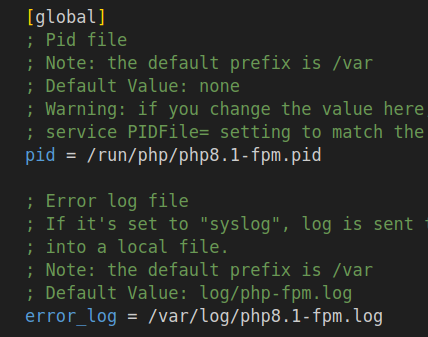 [global]
; Pid file
; Note: the default prefix is /var
; Default Value: none
; Warning: if you change the value here
; service PIDFile= setting to match the
pid = /run/php/php8.1-fpm.pid
; Error log file
; If it's set to "syslog", log is sent
; into a local file.
; Note: the default prefix is /var
; Default Value: log/php-fpm.log
error_log = /var/log/php8.1-fpm.log